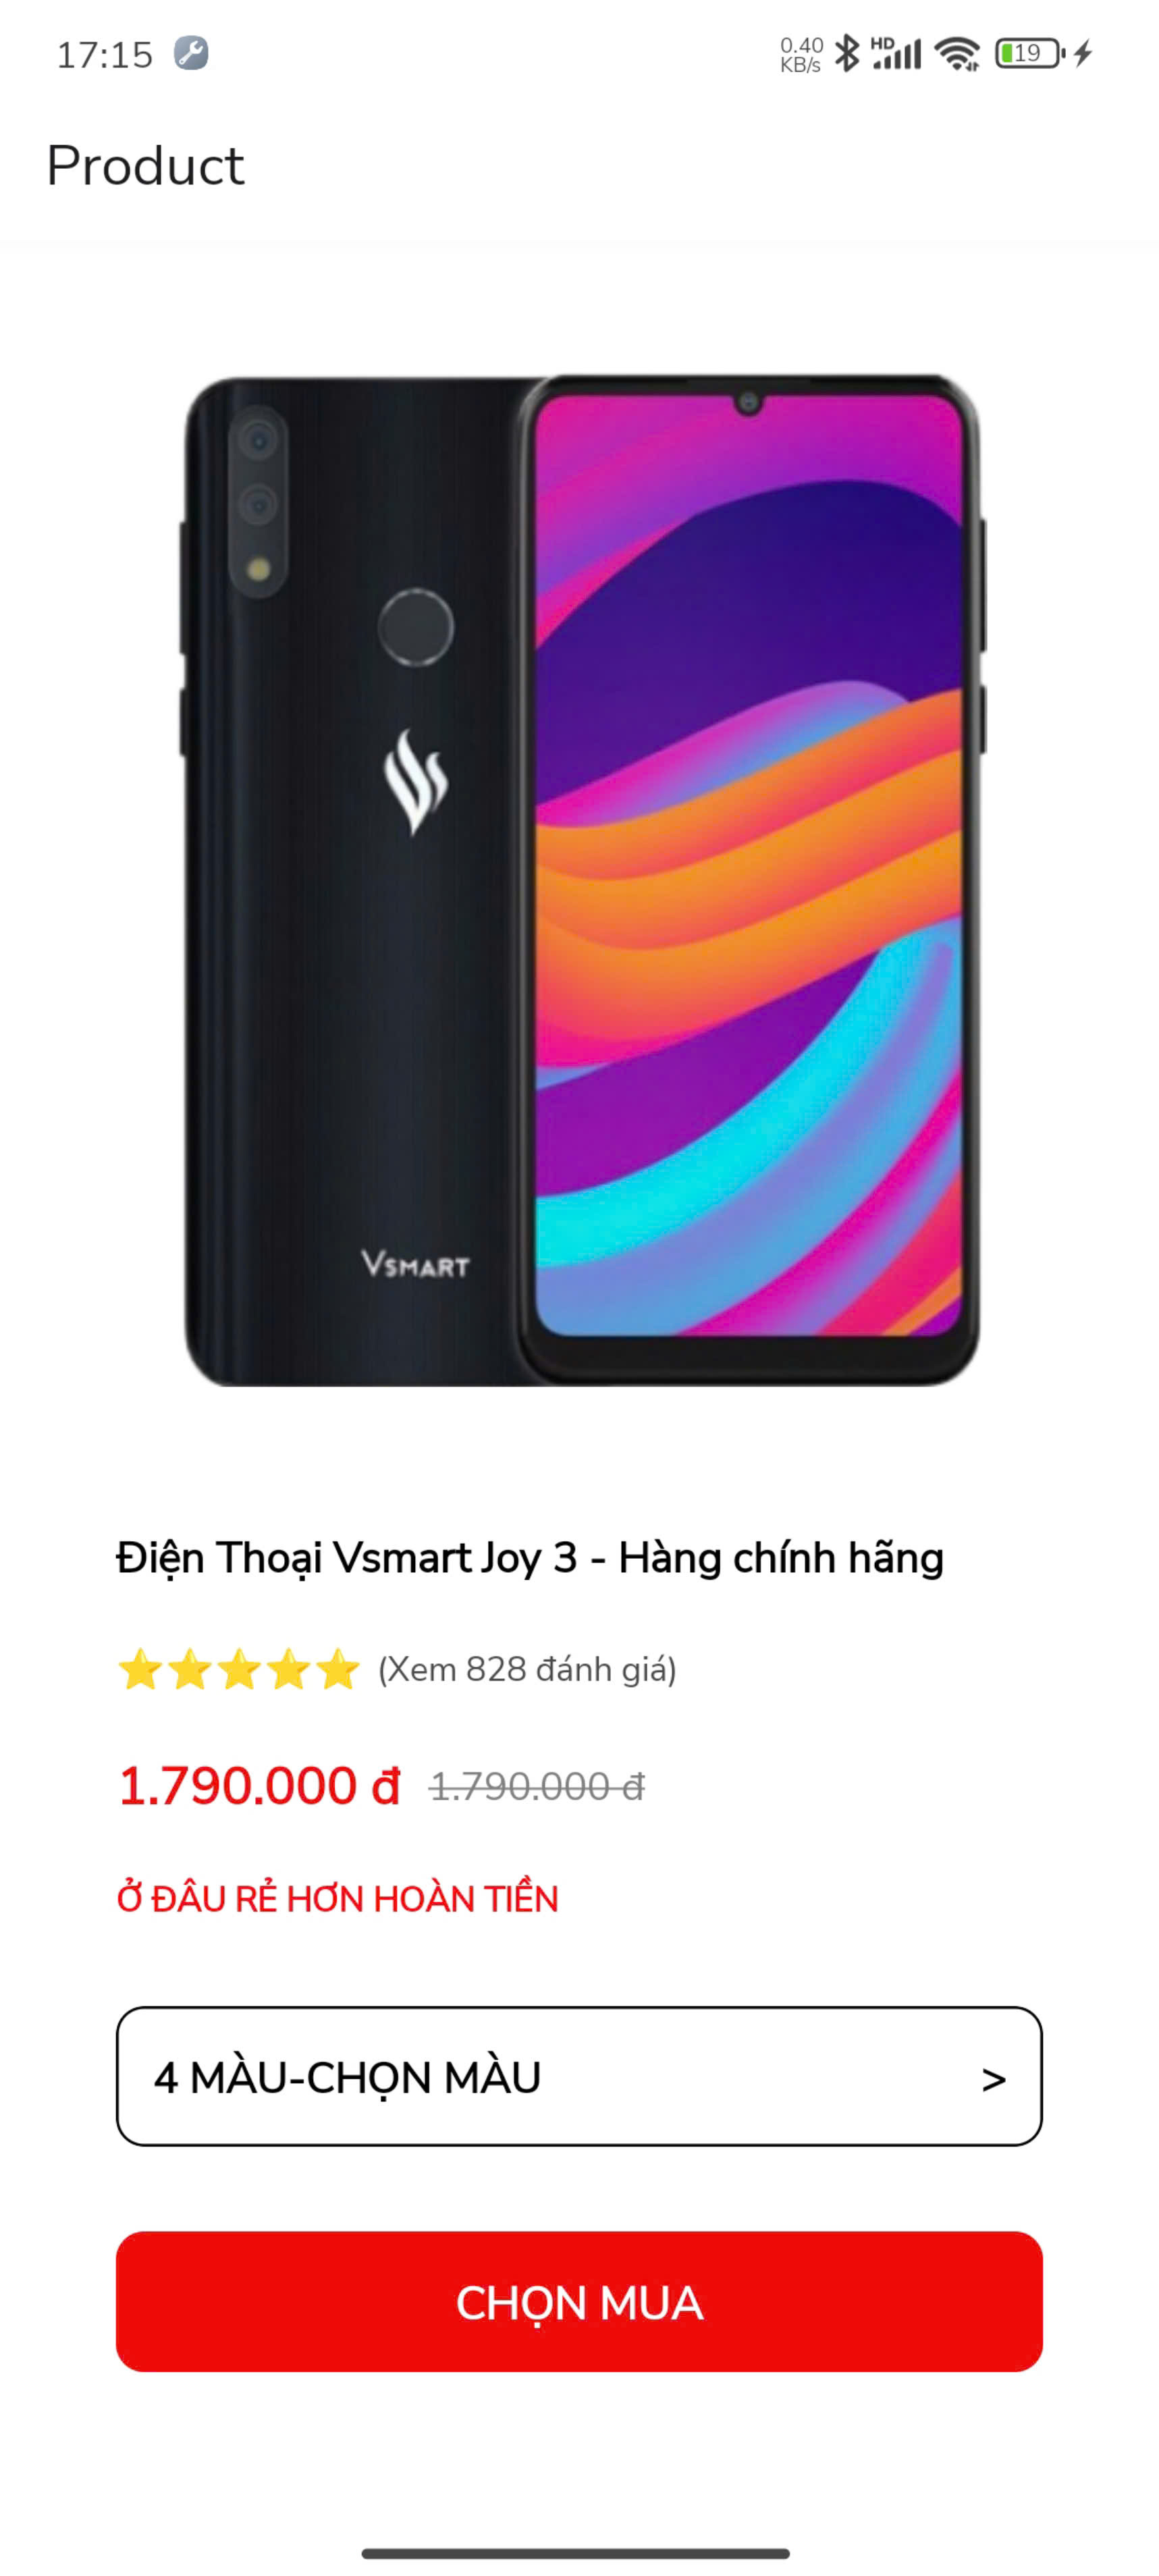 17:15
0.40 KB/s
HD
19
Product
VSMART
Điện Thoại Vsmart Joy 3 - Hàng chính hãng
(Xem 828 đánh giá)
1.790.000 đ 1.790.000 đ
Ở ĐÂU RẺ HƠN HOÀN TIỀN
4 MÀU-CHỌN MÀU >
CHỌN MUA